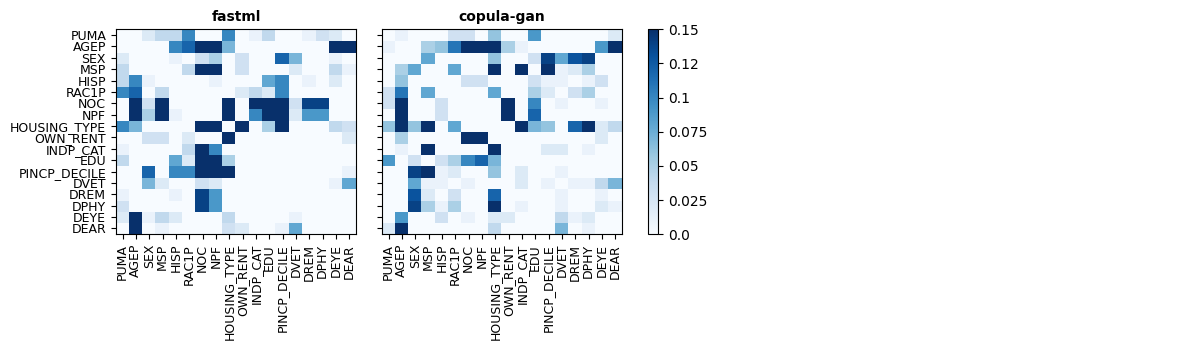 fastml
copula-gan
PUMA
AGEP
SEX
MSP
HISP
RAC1P
NOC
NPF
HOUSING_TYPE
OWN_RENT
INDP_CAT
EDU
PINCP_DECILE
DVET
DREM
DPHY
DEYE
DEAR
PUMA
AGEP
SEX
MSP
HISP
RAC1P
NOC
NPF
HOUSING_TYPE
OWN_RENT
INDP_CAT
EDU
PINCP_DECILE
DVET
DREM
DPHY
DEYE
DEAR
PUMA
AGEP
SEX
MSP
HISP
RAC1P
NOC
NPF
HOUSING_TYPE
OWN_RENT
INDP_CAT
EDU
PINCP_DECILE
DVET
DREM
DPHY
DEYE
DEAR
0.15
0.12
0.1
0.075
0.05
0.025
0.0